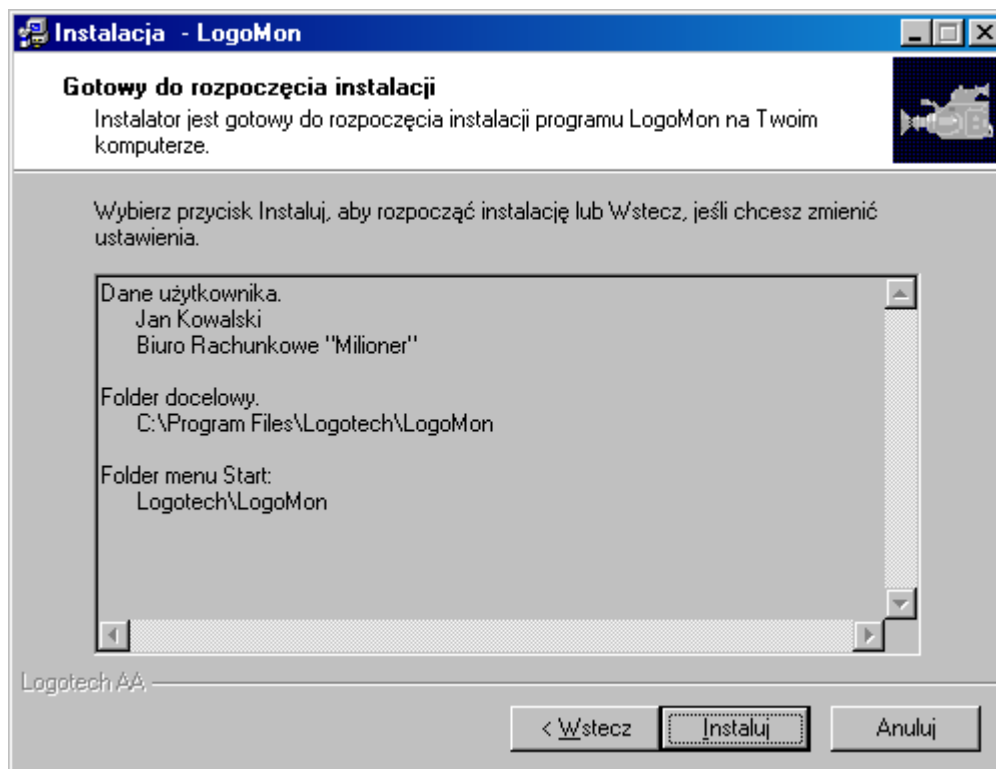 Instalacja - LogoMon
Gotowy do rozpoczęcia instalacji
Instalator jest gotowy do rozpoczęcia instalacji programu LogoMon na Twoim
komputerze.
Wybierz przycisk Instaluj, aby rozpocząć instalację lub Wstecz, jeśli chcesz zmienić
ustawienia.
Dane użytkownika.
Jan Kowalski
Biuro Rachunkowe "Milioner"
Folder docelowy.
C:\Program Files\Logotech\LogoMon
Folder menu Start:
Logotech\LogoMon
Logotech AA
< Wstecz Instaluj Anuluj